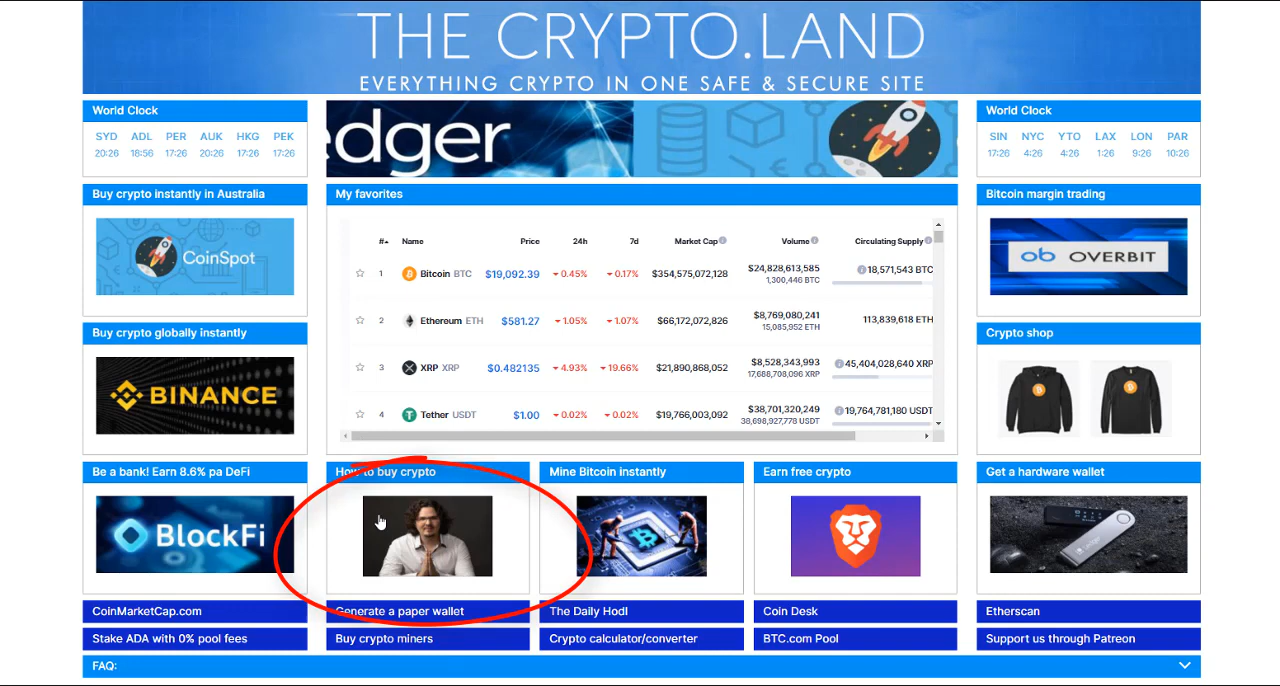 THE CRYPTO.LAND
EVERYTHING CRYPTO IN ONE SAFE & SECURE SITE
World Clock
SYD ADL PER AUK HKG PEK
20:26 18:56 17:26 20:26 17:26 17:26
edger
World Clock
SIN NYC YTO LAX LON PAR
17:26 4:26 4:26 1:26 9:26 10:26
Buy crypto instantly in Australia
CoinSpot
My favorites
# Name Price 24h 7d Market Cap Volume Circulating Supply
1 Bitcoin BTC $19,092.39 0.45% 0.17% $354,575,072,128 $24,828,613,585 18,571,543 BTC
1,300,446 BTC
2 Ethereum ETH $581.27 1.05% 1.07% $66,172,072,826 $8,769,080,241 113,839,618 ETH
15,085,952 ETH
3 XRP XRP $0.482135 4.93% 19.66% $21,890,868,052 $8,528,343,993 45,404,028,640 XRP
17,688,708,096 XRP
4 Tether USDT $1.00 0.02% 0.02% $19,766,003,092 $38,701,320,249 19,764,781,180 USDT
38,698,927,778 USDT
Bitcoin margin trading
ob OVERBIT
Buy crypto globally instantly
BINANCE
Crypto shop
Be a bank! Earn 8.6% pa DeFi
BlockFi
How to buy crypto
Mine Bitcoin instantly
Earn free crypto
Get a hardware wallet
CoinMarketCap.com
Generate a paper wallet
The Daily Hodl
Coin Desk
Etherscan
Stake ADA with 0% pool fees
Buy crypto miners
Crypto calculator/converter
BTC.com Pool
Support us through Patreon
FAQ: